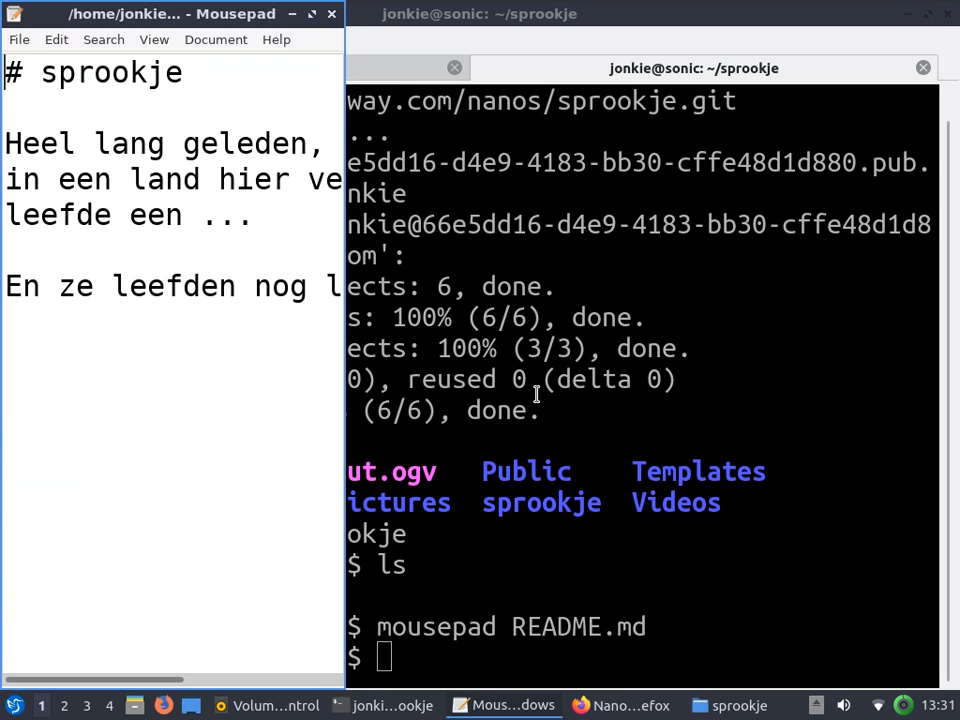 /home/jonkie... - Mousepad
File Edit Search View Document Help
# sprookje
Heel lang geleden,
in een land hier ve
leefde een ...
En ze leefden nog l
jonkie@sonic: ~/sprookje
jonkie@sonic: ~/sprookje
way.com/nanos/sprookje.git
...
e5dd16-d4e9-4183-bb30-cffe48d1d880.pub.
nkie
nkie@66e5dd16-d4e9-4183-bb30-cffe48d1d8
om':
ects: 6, done.
s: 100% (6/6), done.
ects: 100% (3/3), done.
0), reused 0 (delta 0)
(6/6), done.
ut.ogv Public Templates
ictures sprookje Videos
okje
$ ls
$ mousepad README.md
$
1 2 3 4 Volum...ntrol jonki...ookje Mous...dows Nano...efox sprookje 13:31